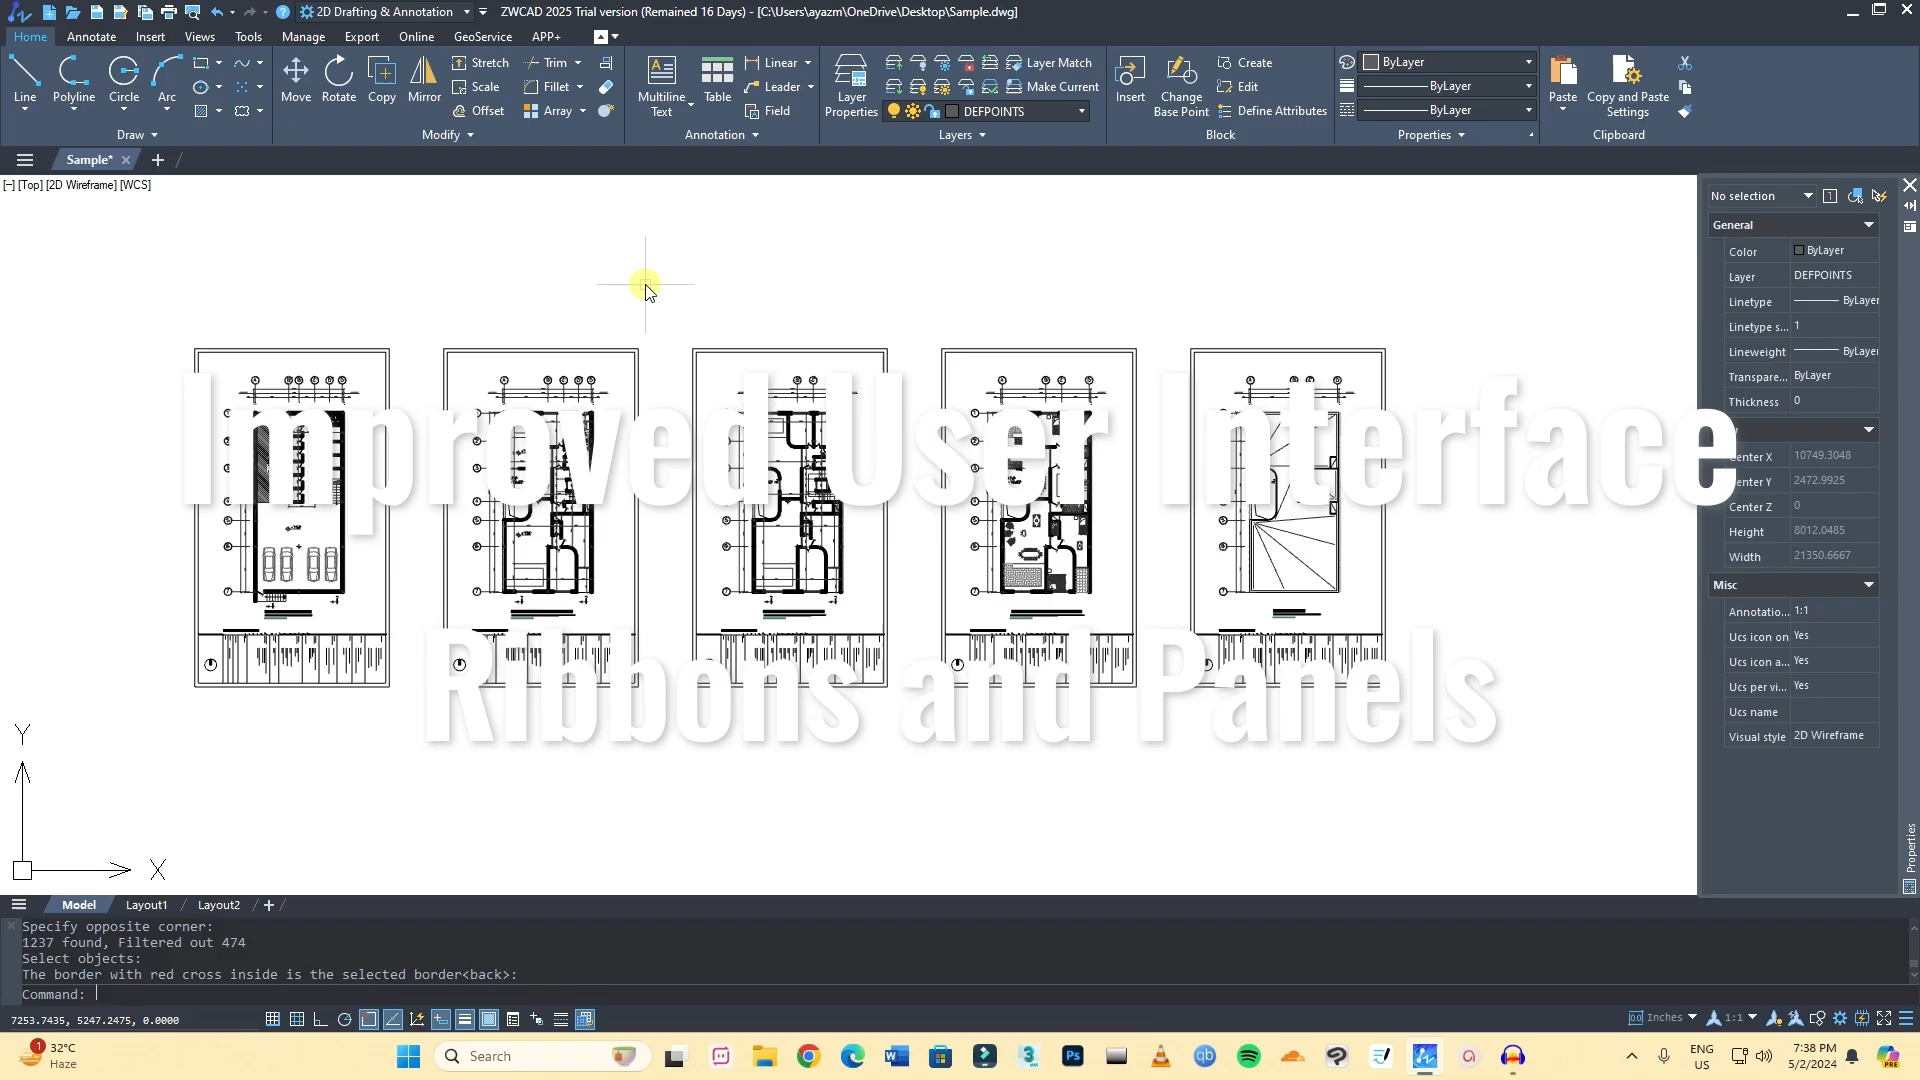 2D Drafting & Annotation
ZWCAD 2025 Trial version (Remained 16 Days) - [C:\Users\ayazm\OneDrive\Desktop\Sample.dwg]
Home Annotate Insert Views Tools Manage Export Online GeoService APP+
Line Polyline Circle Arc
Draw
Move Rotate Copy Mirror
Stretch Trim
Scale Fillet
Offset Array
Modify
Multiline Text
Table
Linear
Leader
Field
Annotation
Layer Properties
Layer Match
Make Current
DEFPOINTS
Layers
Insert
Change Base Point
Create
Edit
Define Attributes
Block
ByLayer
ByLayer
ByLayer
Properties
Paste
Copy and Paste Settings
Clipboard
Sample*
[−] [Top] [2D Wireframe] [WCS]
Improved User Interface
Ribbons and Panels
Y
X
No selection
General
Color ByLayer
Layer DEFPOINTS
Linetype ByLayer
Linetype s... 1
Lineweight ByLayer
Transpare... ByLayer
Thickness 0
Center X 10749.3048
Center Y 2472.9925
Center Z 0
Height 8012.0485
Width 21350.6667
Misc
Annotatio... 1:1
Ucs icon on Yes
Ucs icon a... Yes
Ucs per vi... Yes
Ucs name
Visual style 2D Wireframe
Properties
Model Layout1 Layout2
Specify opposite corner:
1237 found, Filtered out 474
Select objects:
The border with red cross inside is the selected border<back>:
Command:
7253.7435, 5247.2475, 0.0000
Inches 1:1
1
32°C
Haze
Search
ENG
US
7:38 PM
5/2/2024